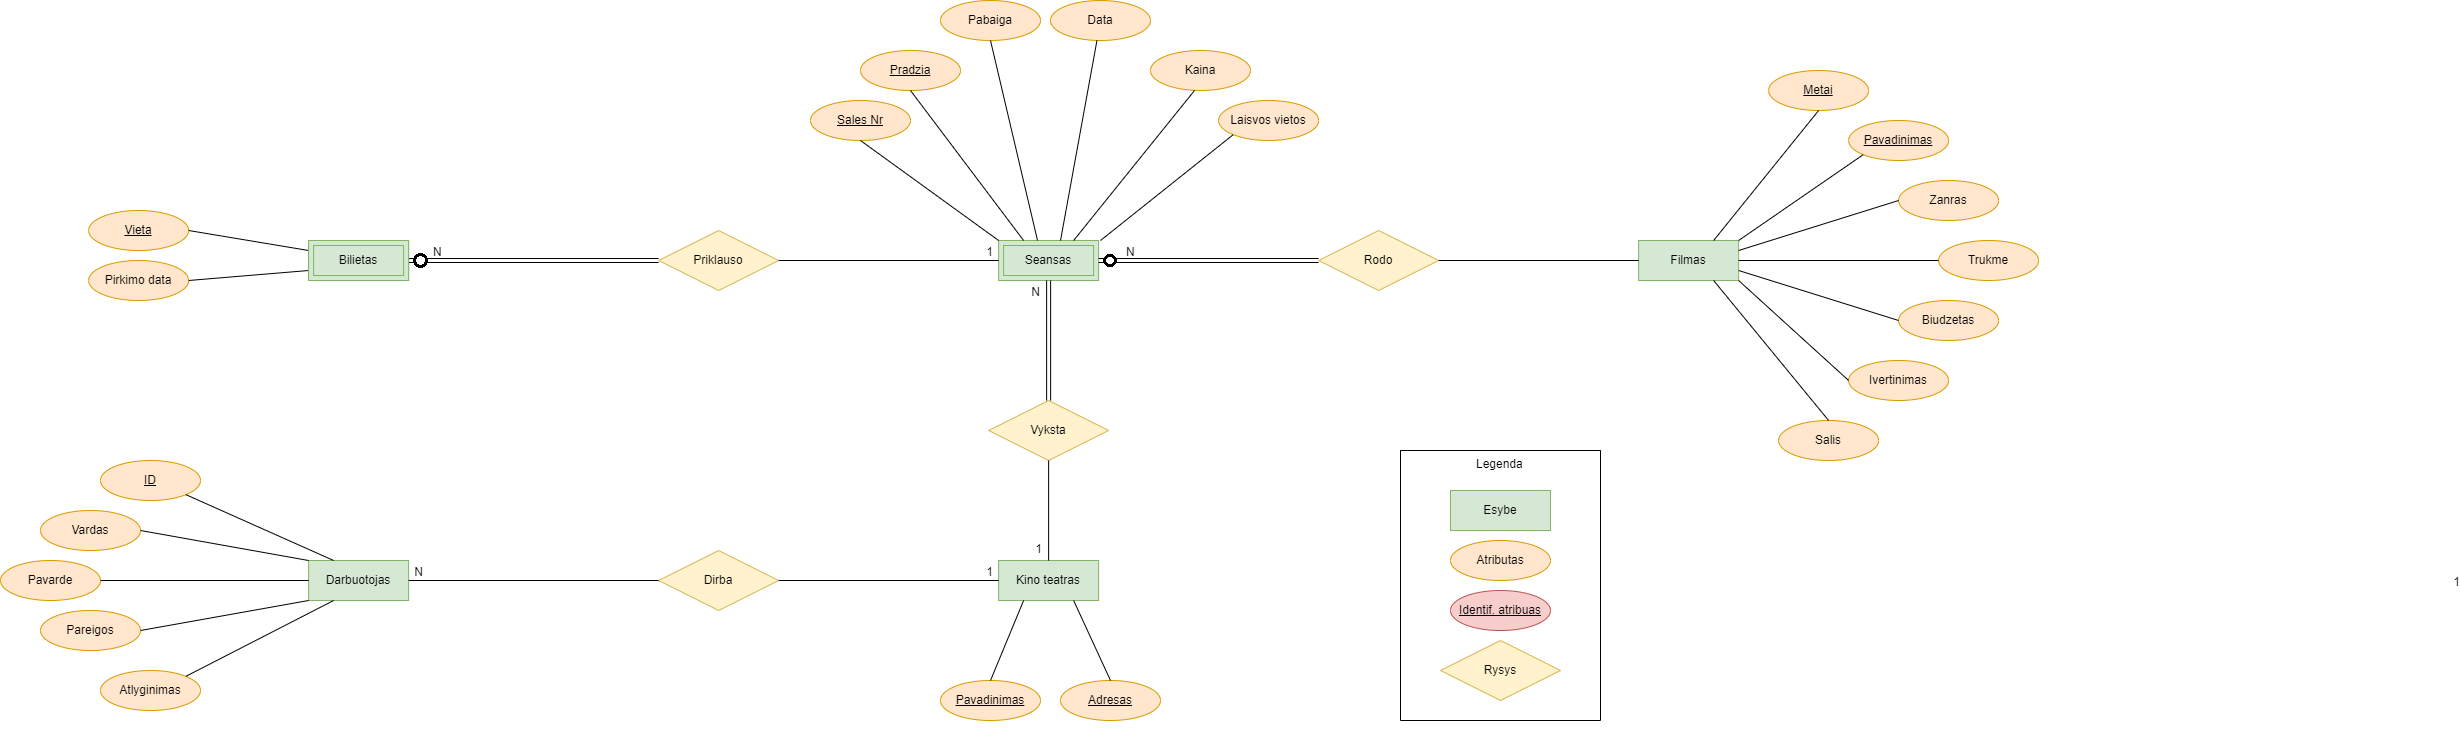 Pabaiga
Data
Pradzia
Kaina
Sales Nr
Laisvos vietos
Metai
Pavadinimas
Zanras
Vieta
Bilietas
N
Priklauso
1
Seansas
N
Rodo
Filmas
Trukme
Pirkimo data
N
Biudzetas
Ivertinimas
Vyksta
Salis
Legenda
ID
Esybe
Vardas
1
Atributas
Pavarde
Darbuotojas
N
Dirba
1
Kino teatras
1
Identif. atribuas
Pareigos
Rysys
Atlyginimas
Pavadinimas
Adresas